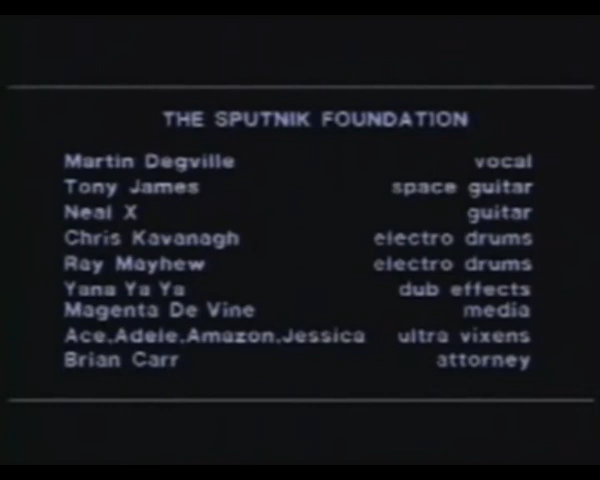 THE SPUTNIK FOUNDATION
Martin Degville vocal
Tony James space guitar
Neal X guitar
Chris Kavanagh electro drums
Ray Mayhew electro drums
Yana Ya Ya dub effects
Magenta De Vine media
Ace,Adele,Amazon,Jessica ultra vixens
Brian Carr attorney